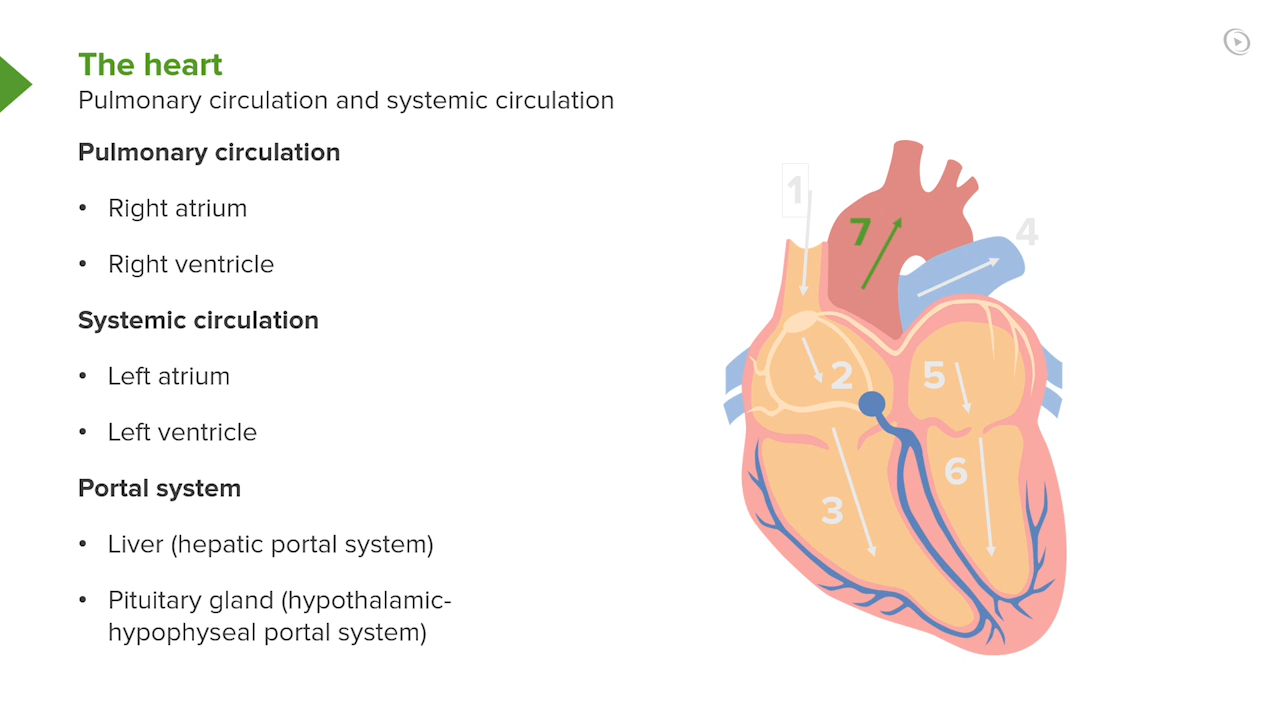 The heart
Pulmonary circulation and systemic circulation
Pulmonary circulation
• Right atrium
• Right ventricle
Systemic circulation
• Left atrium
• Left ventricle
Portal system
• Liver (hepatic portal system)
• Pituitary gland (hypothalamic-
hypophyseal portal system)
1
7
4
2
5
6
3